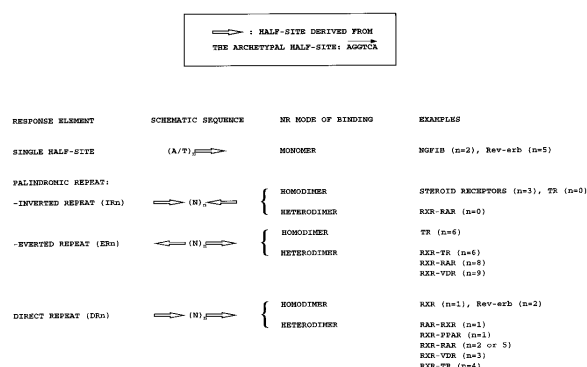 : HALF-SITE DERIVED FROM
THE ARCHETYPAL HALF-SITE: AGGTCA
RESPONSE ELEMENT SCHEMATIC SEQUENCE NR MODE OF BINDING EXAMPLES
SINGLE HALF-SITE (A/T)n MONOMER NGFIB (n=2), Rev-erb (n=5)
PALINDROMIC REPEAT:
-INVERTED REPEAT (IRn) (N)n { HOMODIMER STEROID RECEPTORS (n=3), TR (n=0)
HETERODIMER RXR-RAR (n=0)
-EVERTED REPEAT (ERn) (N)n { HOMODIMER TR (n=6)
HETERODIMER RXR-TR (n=6)
RXR-RAR (n=8)
RXR-VDR (n=9)
DIRECT REPEAT (DRn) (N)n { HOMODIMER RXR (n=1), Rev-erb (n=2)
HETERODIMER RAR-RXR (n=1)
RXR-PPAR (n=1)
RXR-RAR (n=2 or 5)
RXR-VDR (n=3)
RXR-TR (n=4)